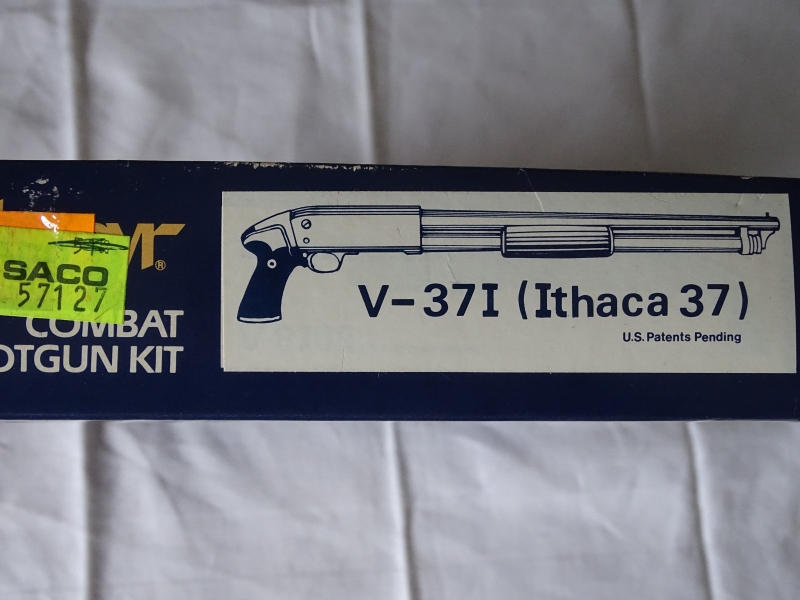 SACO
57127
COMBAT
OTGUN KIT
V-37I (Ithaca 37)
U.S. Patents Pending